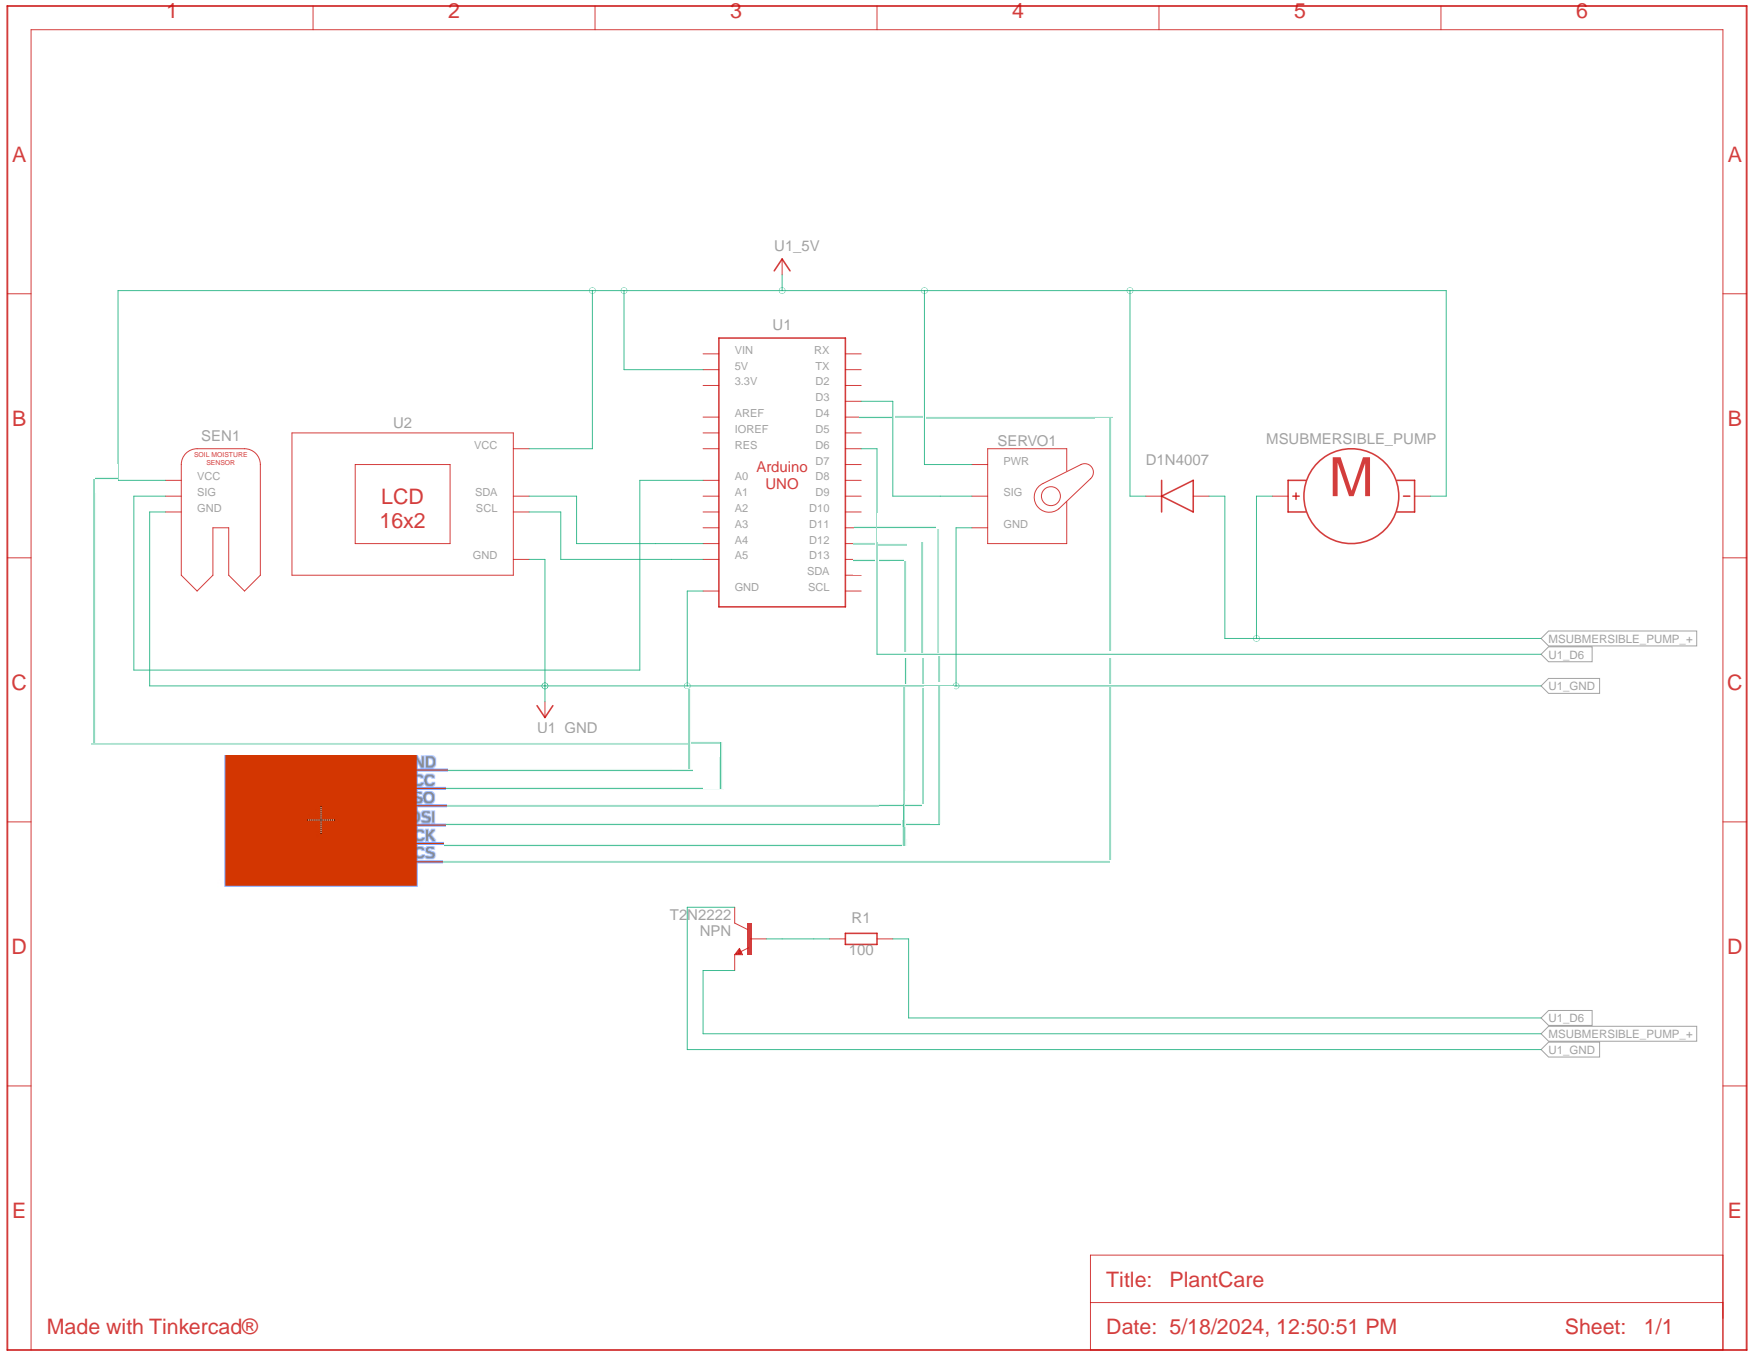 1 2 3 4 5 6
A A
U1_5V
U1
VIN RX
5V TX
3.3V D2
D3
AREF D4
IOREF D5
RES D6
D7
A0 D8
A1 D9
A2 D10
A3 D11
A4 D12
A5 D13
SDA
GND SCL
Arduino
UNO
B B
SEN1
SOIL MOISTURE
SENSOR
VCC
SIG
GND
U2
VCC
SDA
SCL
GND
LCD
16x2
SERVO1
PWR
SIG
GND
D1N4007
MSUBMERSIBLE_PUMP
M
+ -
MSUBMERSIBLE_PUMP_+
U1_D6
C C
U1_GND
U1 GND
ND
CC
SO
OSI
CK
CS
T2N2222
NPN
R1
100
D D
U1_D6
MSUBMERSIBLE_PUMP_+
U1_GND
E E
Title: PlantCare
Made with Tinkercad®
Date: 5/18/2024, 12:50:51 PM Sheet: 1/1